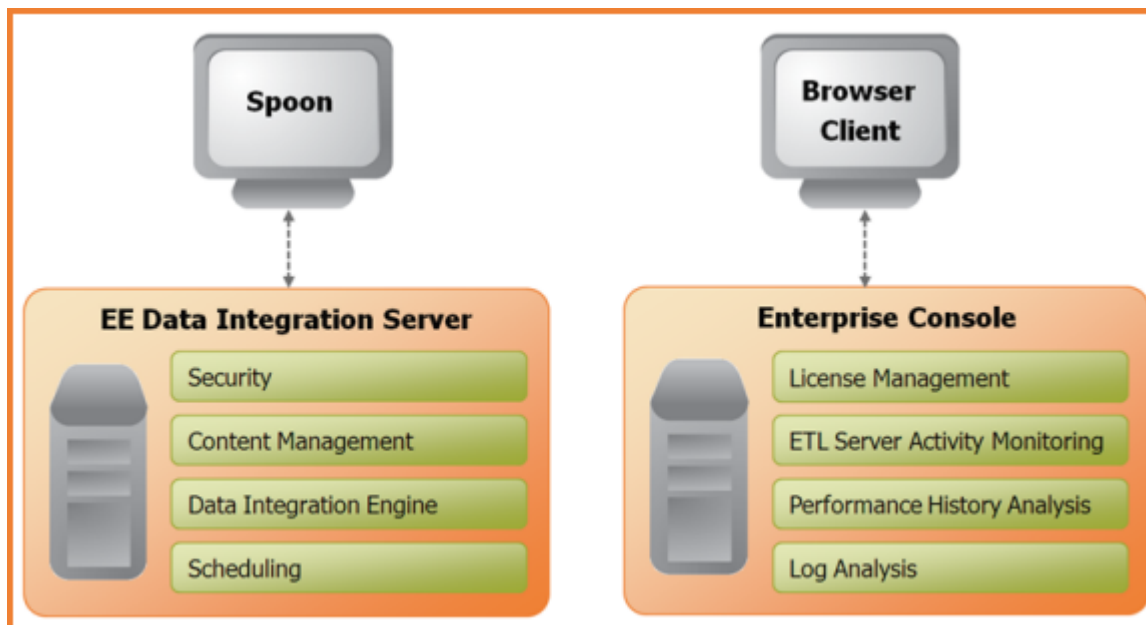 Spoon
Browser
Client
EE Data Integration Server
Security
Content Management
Data Integration Engine
Scheduling
Enterprise Console
License Management
ETL Server Activity Monitoring
Performance History Analysis
Log Analysis